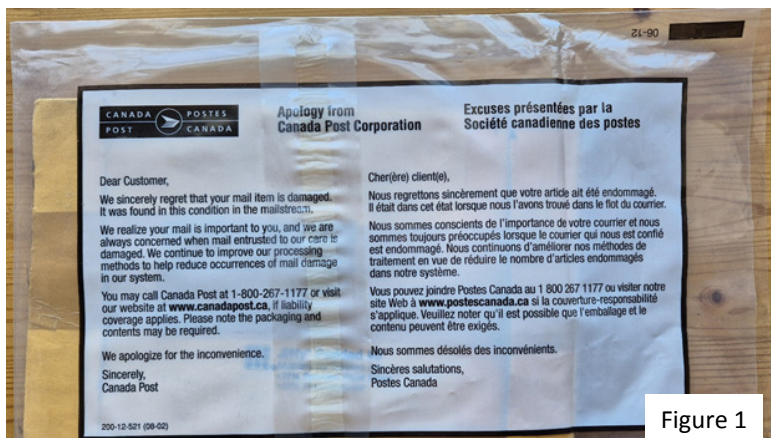 06-12
CANADA POSTES
POST CANADA
Apology from
Canada Post Corporation
Excuses présentées par la
Société canadienne des postes
Dear Customer,
We sincerely regret that your mail item is damaged.
It was found in this condition in the mailstream.
We realize your mail is important to you, and we are
always concerned when mail entrusted to our care is
damaged. We continue to improve our processing
methods to help reduce occurrences of mail damage
in our system.
You may call Canada Post at 1-800-267-1177 or visit
our website at www.canadapost.ca, if liability
coverage applies. Please note the packaging and
contents may be required.
We apologize for the inconvenience.
Sincerely,
Canada Post
200-12-521 (08-02)
Cher(ère) client(e),
Nous regrettons sincèrement que votre article ait été endommagé.
Il était dans cet état lorsque nous l'avons trouvé dans le flot du courrier.
Nous sommes conscients de l'importance de votre courrier et nous
sommes toujours préoccupés lorsque le courrier qui nous est confié
est endommagé. Nous continuons d'améliorer nos méthodes de
traitement en vue de réduire le nombre d'articles endommagés
dans notre système.
Vous pouvez joindre Postes Canada au 1 800 267 1177 ou visiter notre
site Web à www.postescanada.ca si la couverture-responsabilité
s'applique. Veuillez noter qu'il est possible que l'emballage et le
contenu peuvent être exigés.
Nous sommes désolés des inconvénients.
Sincères salutations,
Postes Canada
Figure 1